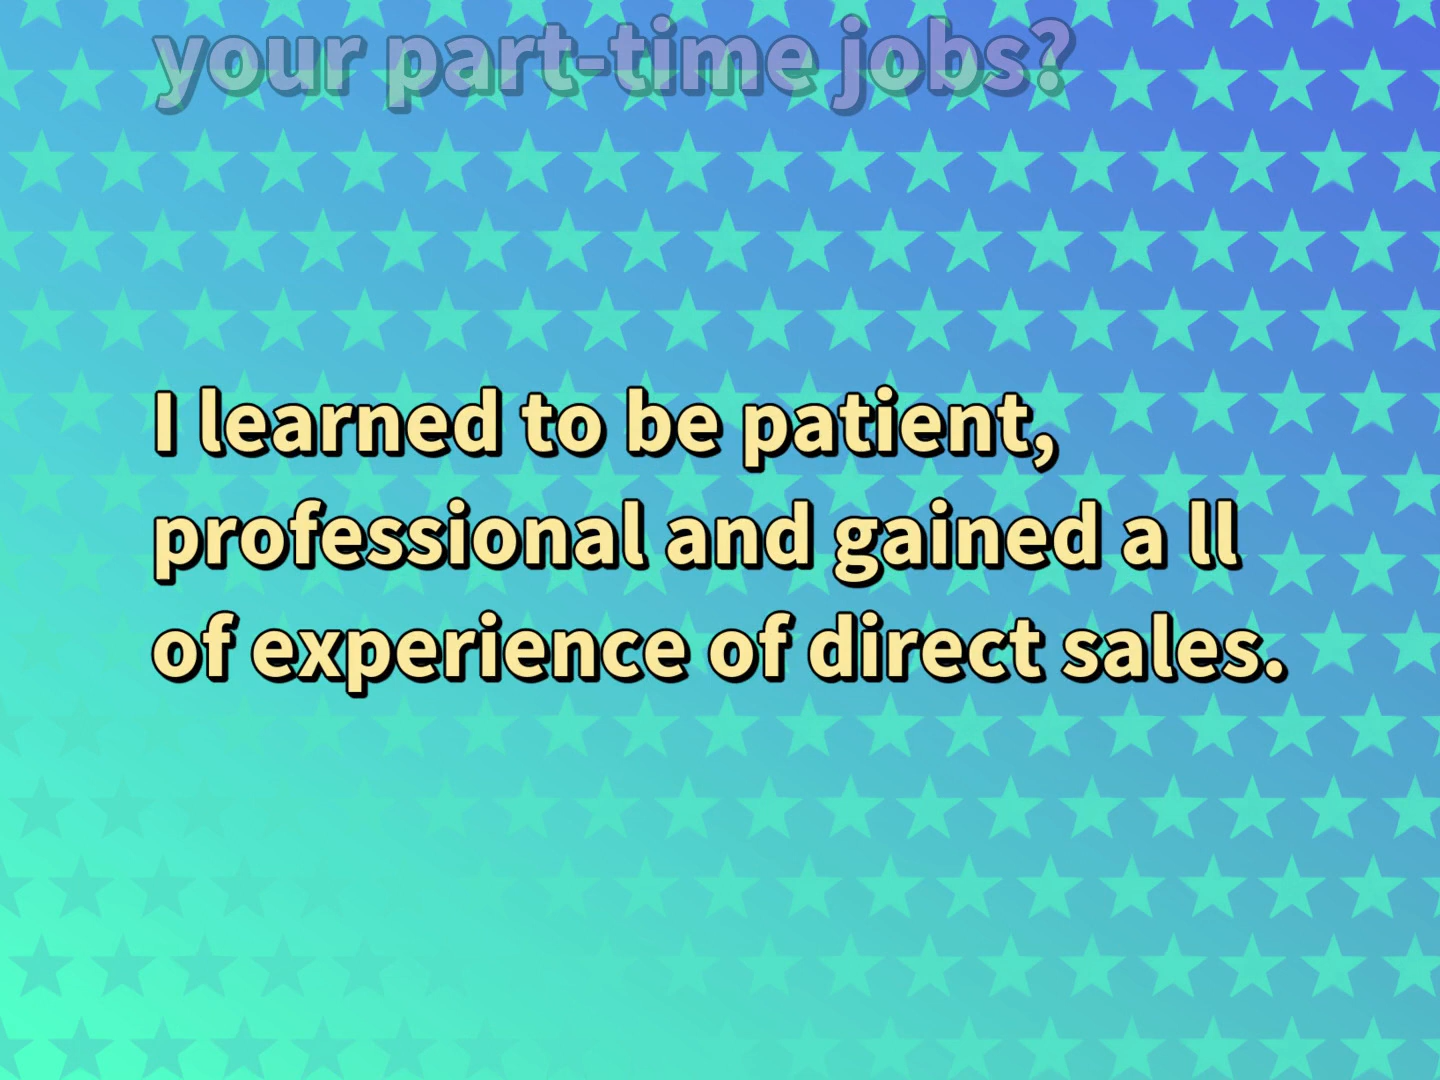 your part-time jobs?
I learned to be patient,
professional and gained a ll
of experience of direct sales.